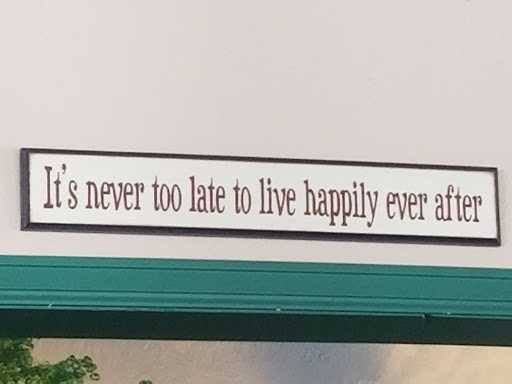 It's never too late to live happily ever after